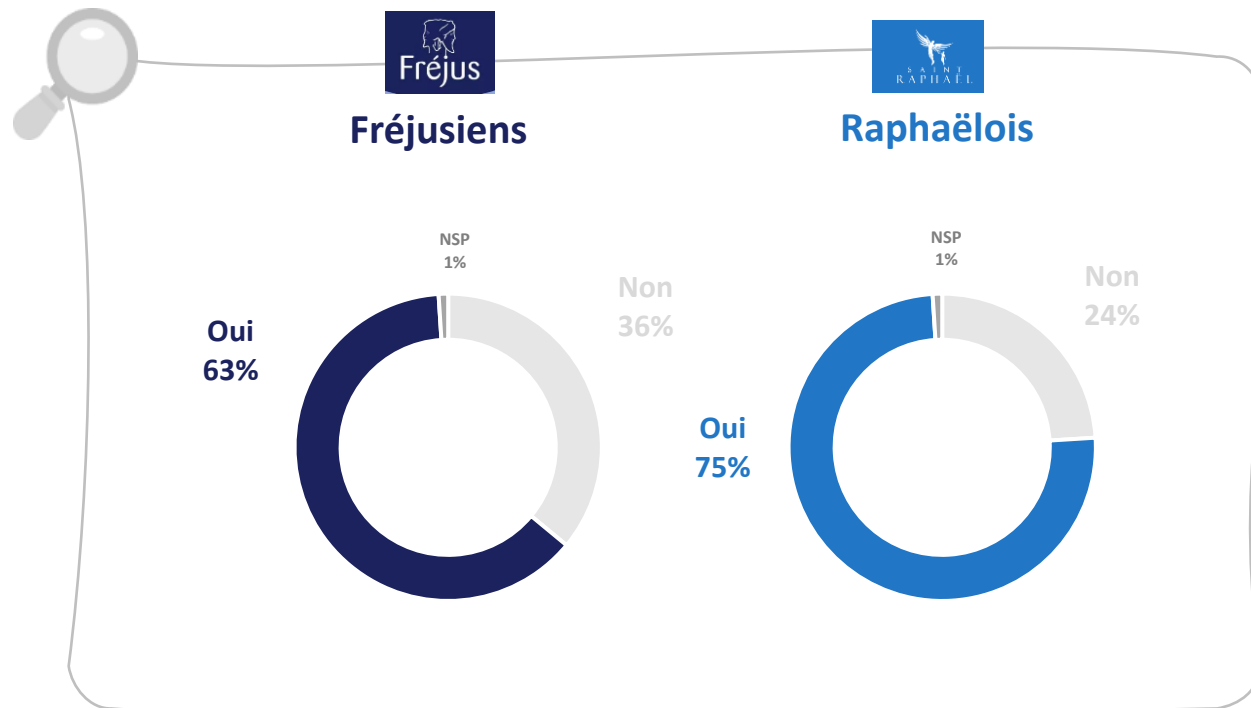 Fréjus
SAINT
RAPHAËL
Fréjusiens
Raphaëlois
NSP
1%
Non
36%
Oui
63%
NSP
1%
Non
24%
Oui
75%